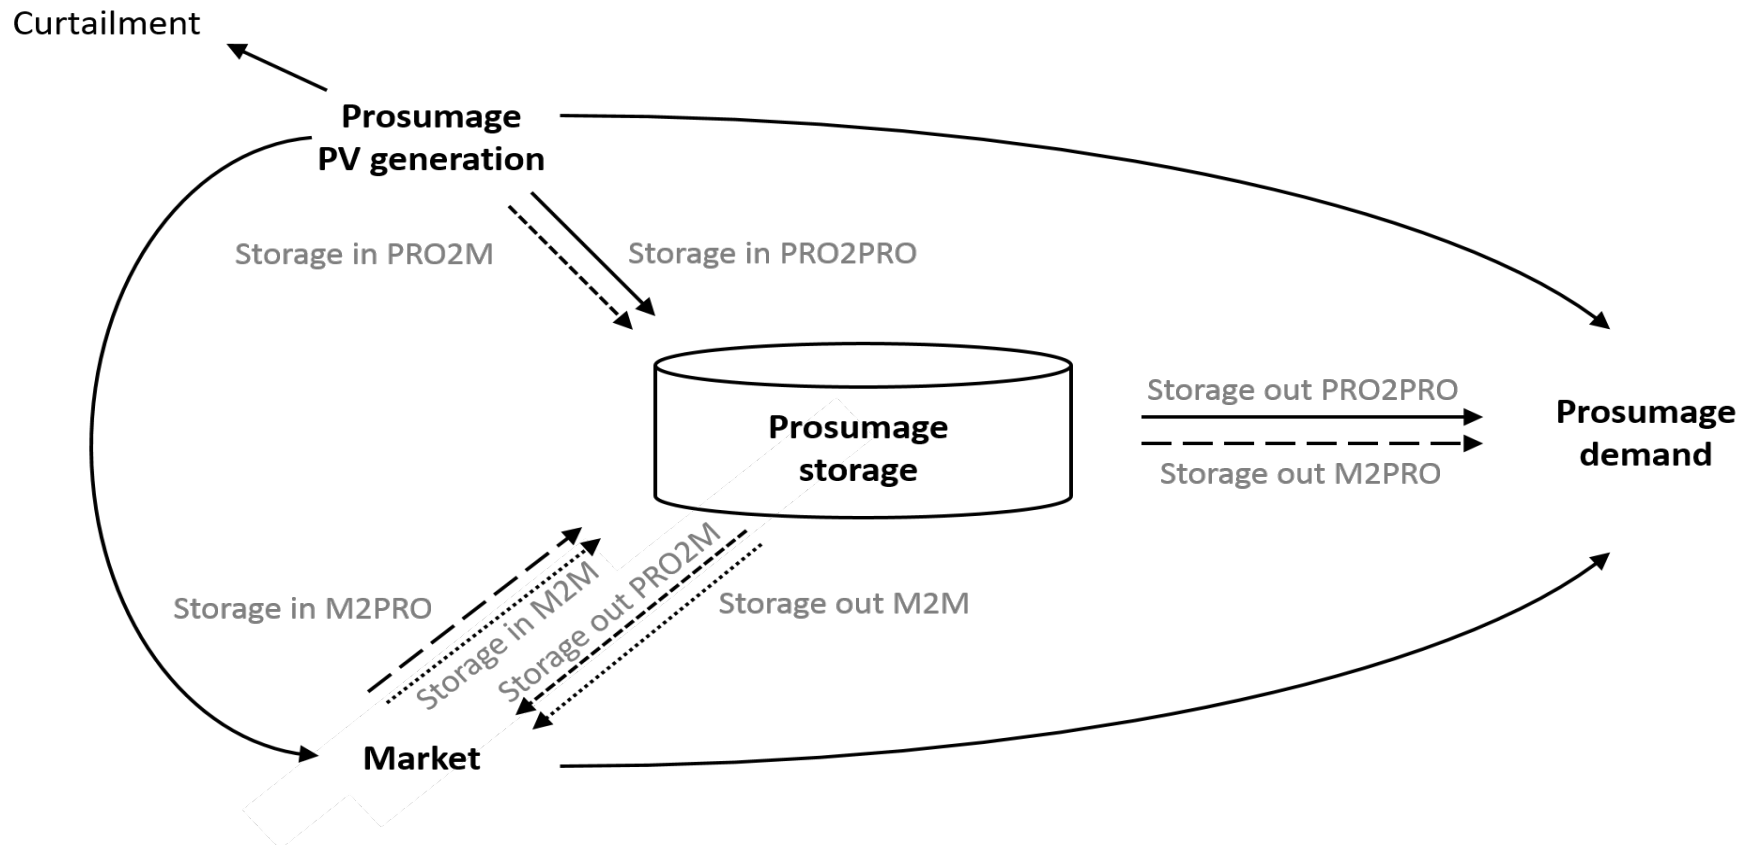 Curtailment
Prosumage
PV generation
Storage in PRO2M
Storage in PRO2PRO
Prosumage
storage
Storage out PRO2PRO
Storage out M2PRO
Prosumage
demand
Storage in M2PRO
Storage in M2M
Storage out PRO2M
Storage out M2M
Market